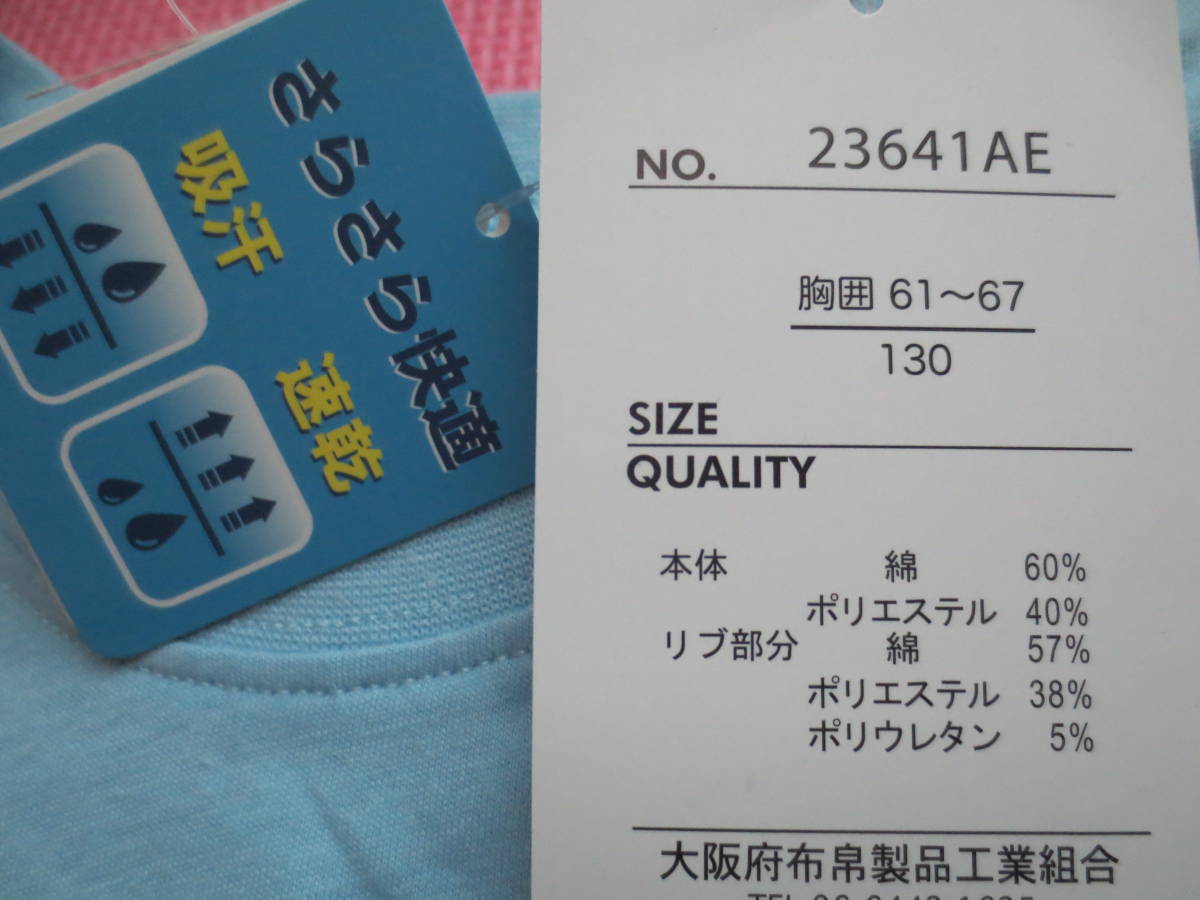 さらさら快適
吸汗 速乾
NO. 23641AE
胸囲 61〜67
130
SIZE
QUALITY
本体 綿 60%
ポリエステル 40%
リブ部分 綿 57%
ポリエステル 38%
ポリウレタン 5%
大阪府布帛製品工業組合